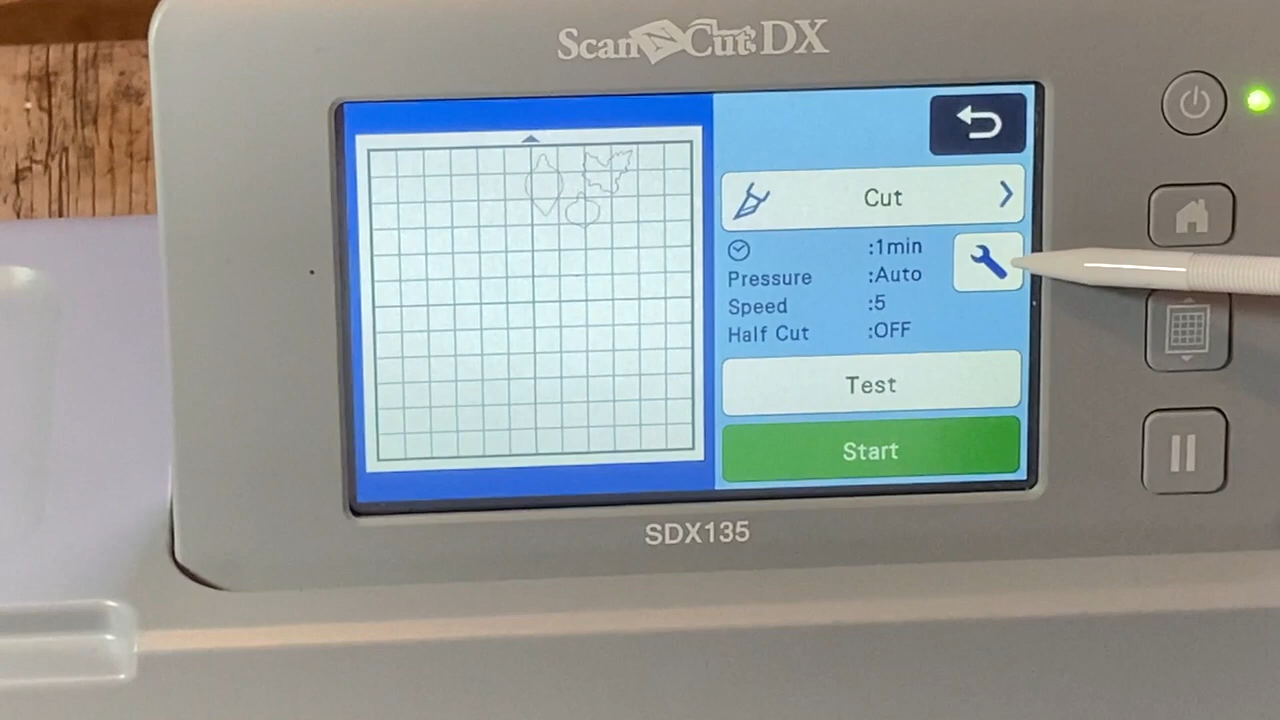 ScanNCut DX
Cut
:1min
Pressure :Auto
Speed :5
Half Cut :OFF
Test
Start
SDX135